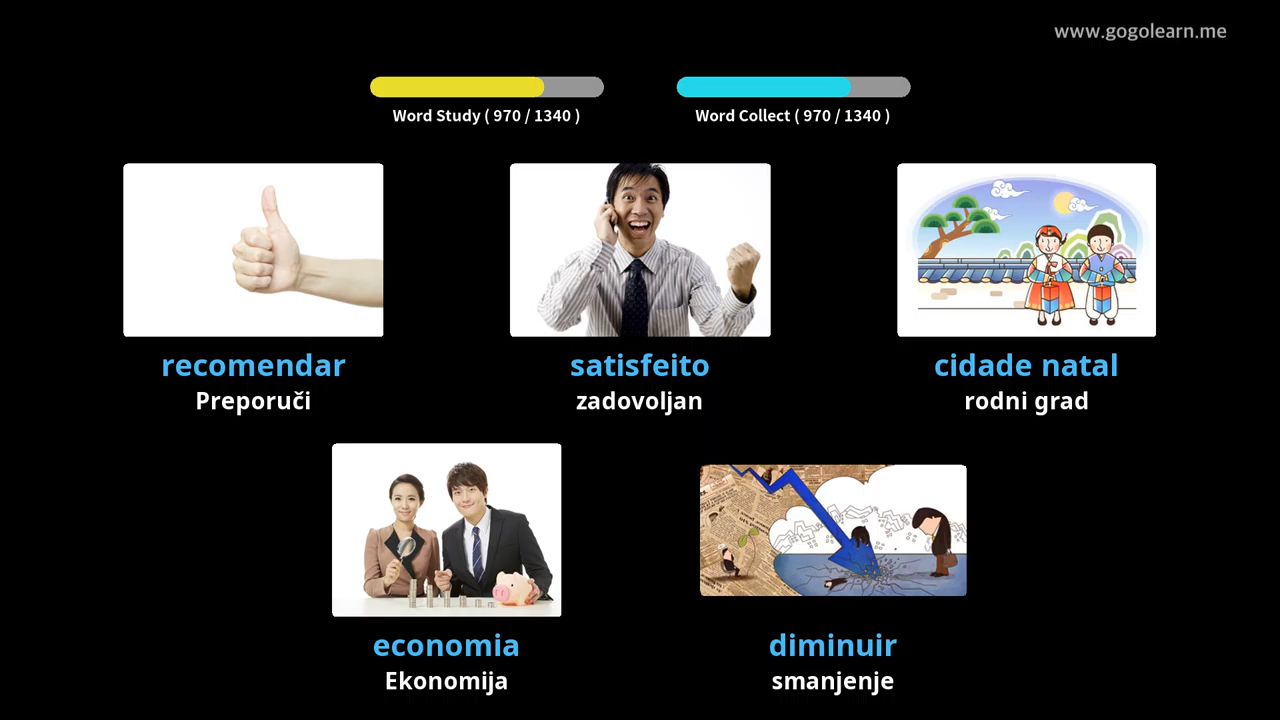 www.gogolearn.me
Word Study ( 970 / 1340 )
Word Collect ( 970 / 1340 )
recomendar
Preporuči
satisfeito
zadovoljan
cidade natal
rodni grad
economia
Ekonomija
diminuir
smanjenje